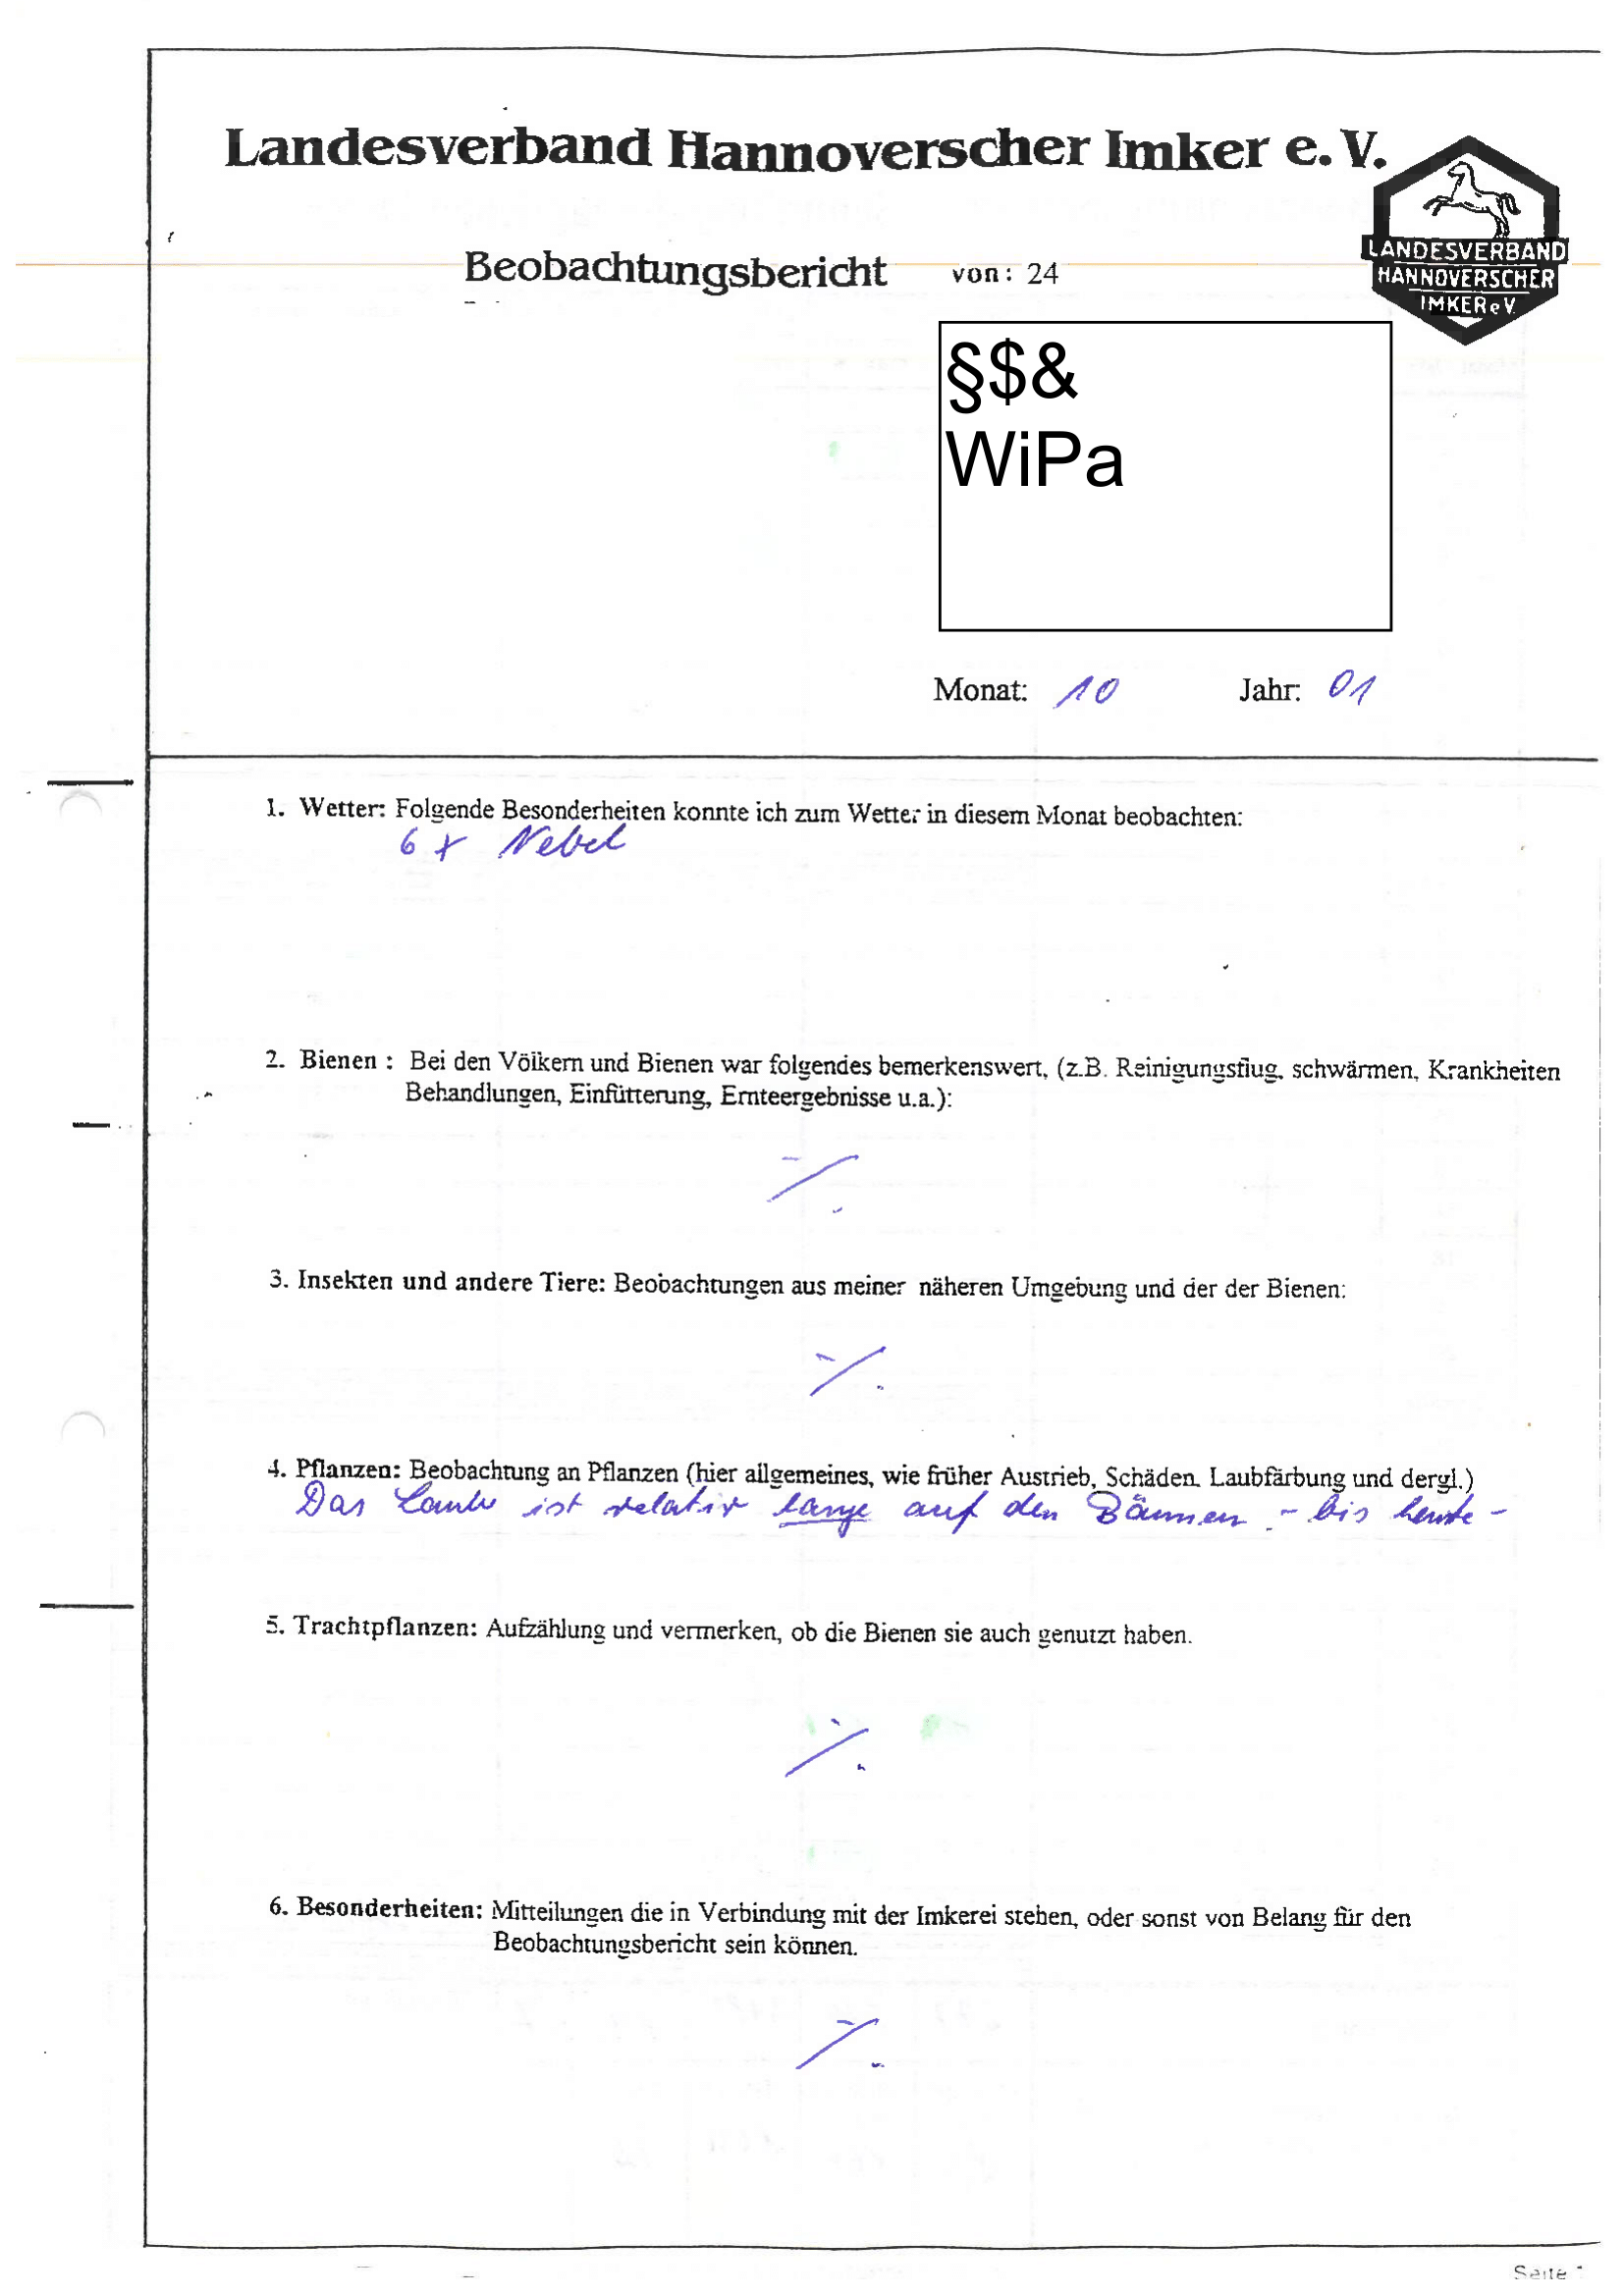 Landesverband Hannoverscher Imker e. V.
LANDESVERBAND
HANNOVERSCHER
IMKER e V.
Beobachtungsbericht von: 24
§$&
WiPa
Monat: 10 Jahr: 01
1. Wetter: Folgende Besonderheiten konnte ich zum Wetter in diesem Monat beobachten:
6 x Nebel
2. Bienen : Bei den Völkern und Bienen war folgendes bemerkenswert, (z.B. Reinigungsflug, schwärmen, Krankheiten
Behandlungen, Einfütterung, Ernteergebnisse u.a.):
./.
3. Insekten und andere Tiere: Beobachtungen aus meiner näheren Umgebung und der der Bienen:
./.
4. Pflanzen: Beobachtung an Pflanzen (hier allgemeines, wie früher Austrieb, Schäden. Laubfärbung und dergl.)
Das Laub ist relativ lange auf den Bäumen - bis heute -
5. Trachtpflanzen: Aufzählung und vermerken, ob die Bienen sie auch genutzt haben.
./.
6. Besonderheiten: Mitteilungen die in Verbindung mit der Imkerei stehen, oder sonst von Belang für den
Beobachtungsbericht sein können.
./.
Seite 1